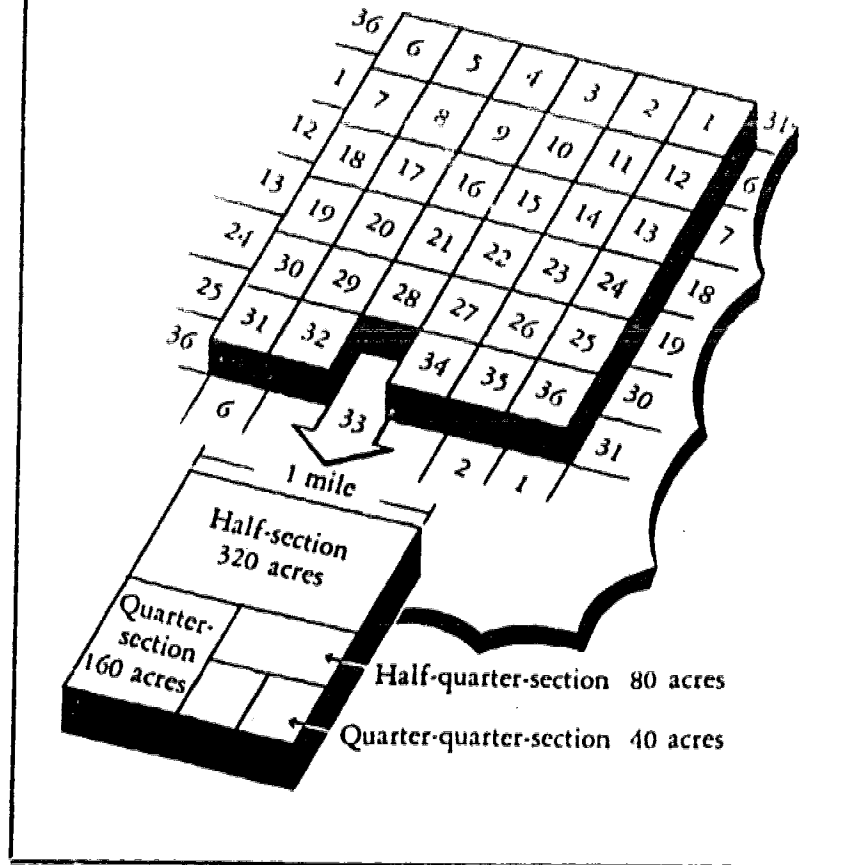 36 6 5 4 3 2 1 31
1 7 8 9 10 11 12 6
12 18 17 16 15 14 13 7
13 19 20 21 22 23 24 18
24 30 29 28 27 26 25 19
25 31 32 34 35 36 30
36 33 31
6 2 1
1 mile
Half-section
320 acres
Quarter-
section
160 acres
Half-quarter-section 80 acres
Quarter-quarter-section 40 acres